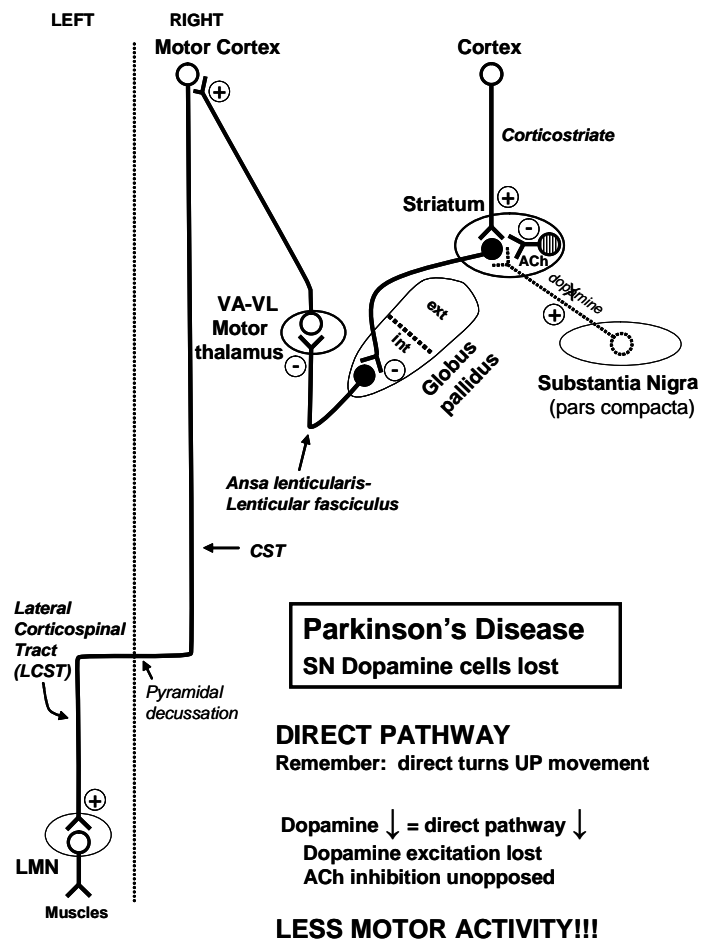 LEFT
RIGHT
Motor Cortex
Cortex
+
Corticostriate
+
Striatum
-
ACh
dopamine
+
VA-VL
Motor
thalamus
-
ext
int
-
Globus
pallidus
Substantia Nigra
(pars compacta)
Ansa lenticularis-
Lenticular fasciculus
CST
Lateral
Corticospinal
Tract
(LCST)
Pyramidal
decussation
Parkinson's Disease
SN Dopamine cells lost
DIRECT PATHWAY
Remember: direct turns UP movement
+
LMN
Muscles
Dopamine ↓ = direct pathway ↓
Dopamine excitation lost
ACh inhibition unopposed
LESS MOTOR ACTIVITY!!!